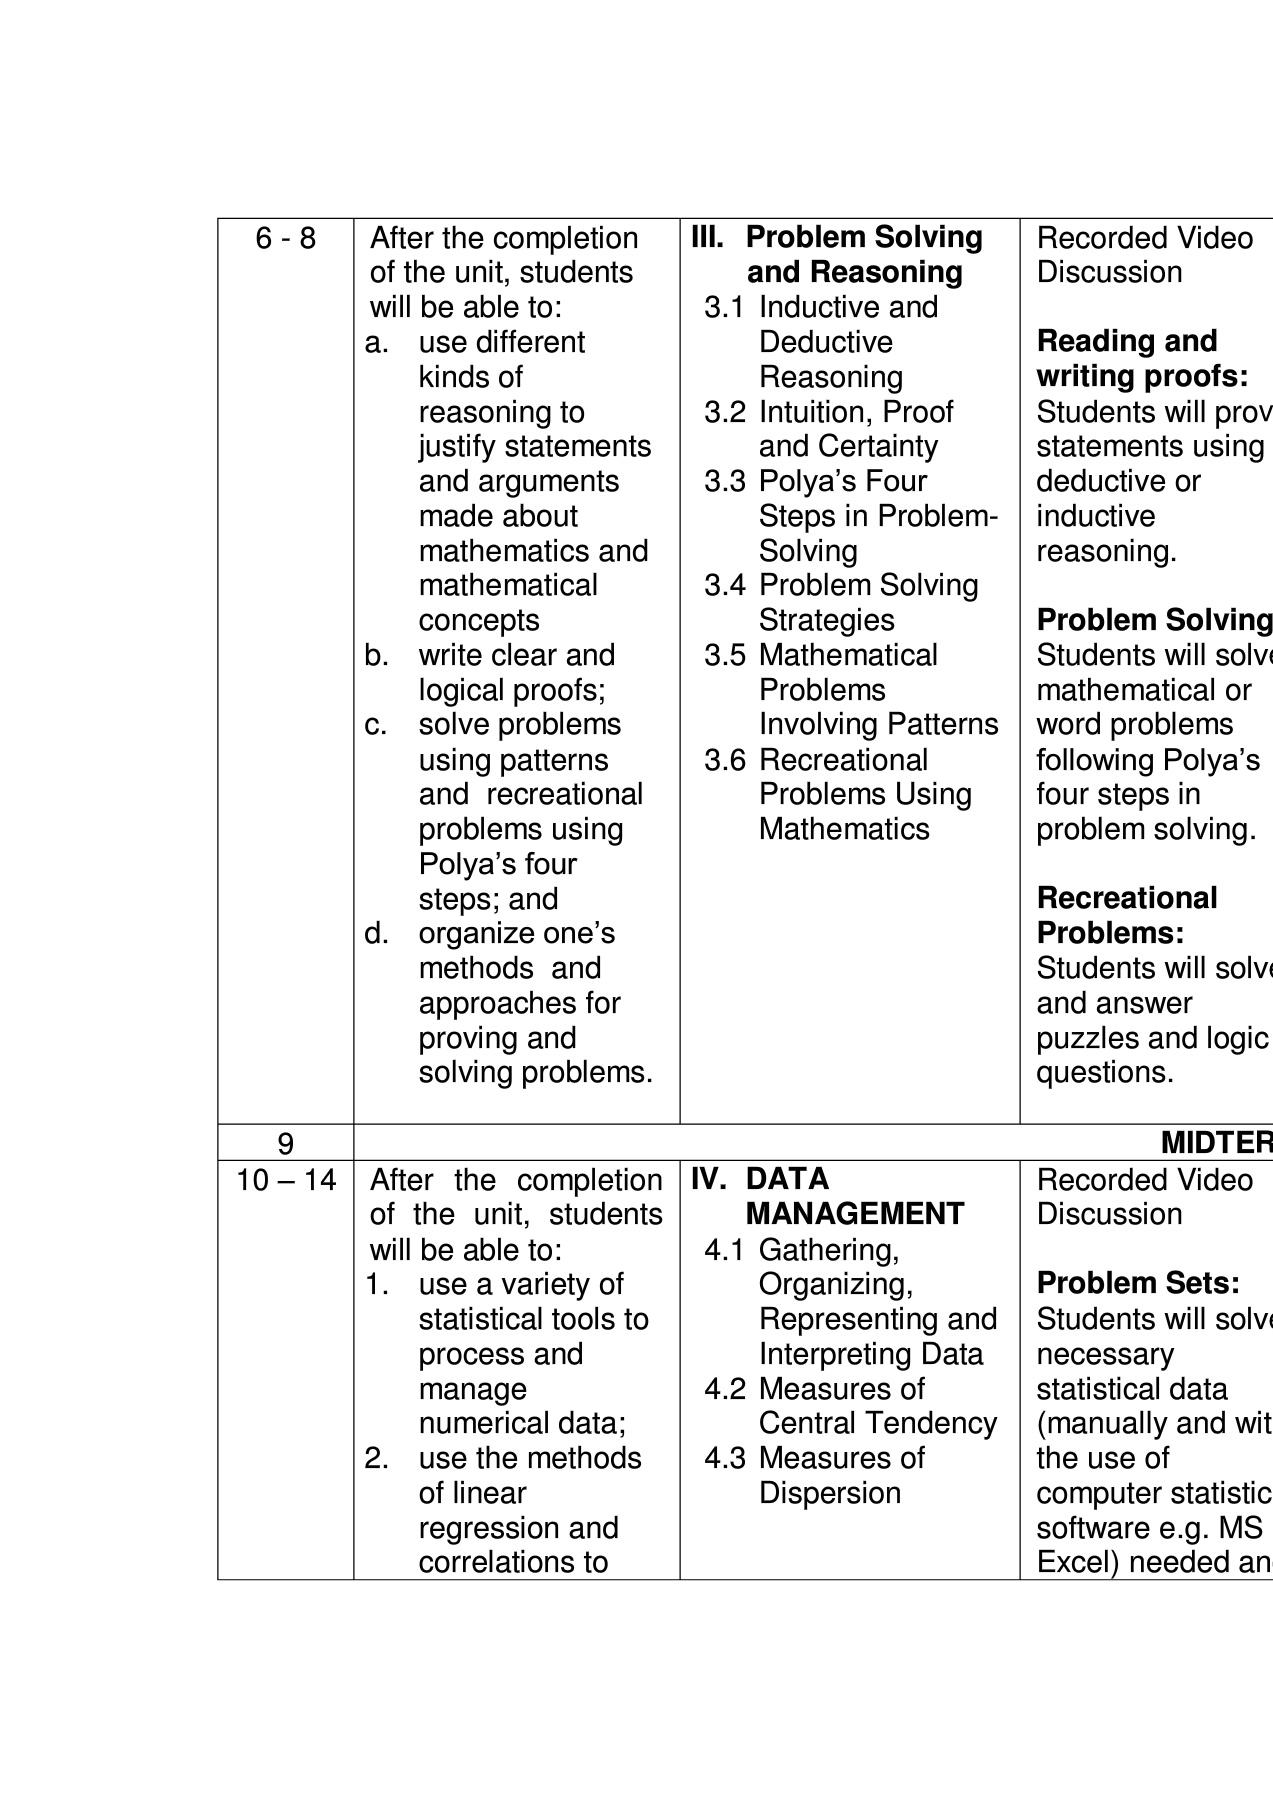 6 - 8
After the completion
of the unit, students
will be able to:
a. use different
kinds of
reasoning to
justify statements
and arguments
made about
mathematics and
mathematical
concepts
b. write clear and
logical proofs;
c. solve problems
using patterns
and recreational
problems using
Polya’s four
steps; and
d. organize one’s
methods and
approaches for
proving and
solving problems.
III. Problem Solving
and Reasoning
3.1 Inductive and
Deductive
Reasoning
3.2 Intuition, Proof
and Certainty
3.3 Polya’s Four
Steps in Problem-
Solving
3.4 Problem Solving
Strategies
3.5 Mathematical
Problems
Involving Patterns
3.6 Recreational
Problems Using
Mathematics
Recorded Video
Discussion
Reading and
writing proofs:
Students will prov
statements using
deductive or
inductive
reasoning.
Problem Solving
Students will solve
mathematical or
word problems
following Polya’s
four steps in
problem solving.
Recreational
Problems:
Students will solve
and answer
puzzles and logic
questions.
9
MIDTER
10 – 14
After the completion
of the unit, students
will be able to:
1. use a variety of
statistical tools to
process and
manage
numerical data;
2. use the methods
of linear
regression and
correlations to
IV. DATA
MANAGEMENT
4.1 Gathering,
Organizing,
Representing and
Interpreting Data
4.2 Measures of
Central Tendency
4.3 Measures of
Dispersion
Recorded Video
Discussion
Problem Sets:
Students will solve
necessary
statistical data
(manually and wit
the use of
computer statistic
software e.g. MS
Excel) needed an